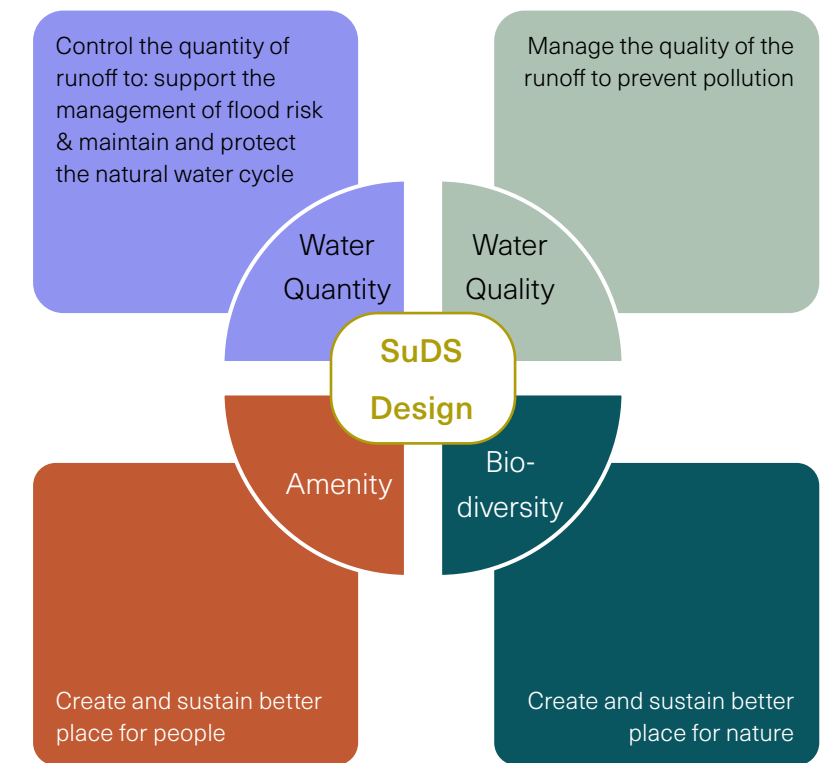 Control the quantity of
runoff to: support the
management of flood risk
& maintain and protect
the natural water cycle
Manage the quality of the
runoff to prevent pollution
Water
Quantity
Water
Quality
SuDS
Design
Amenity
Bio-
diversity
Create and sustain better
place for people
Create and sustain better
place for nature